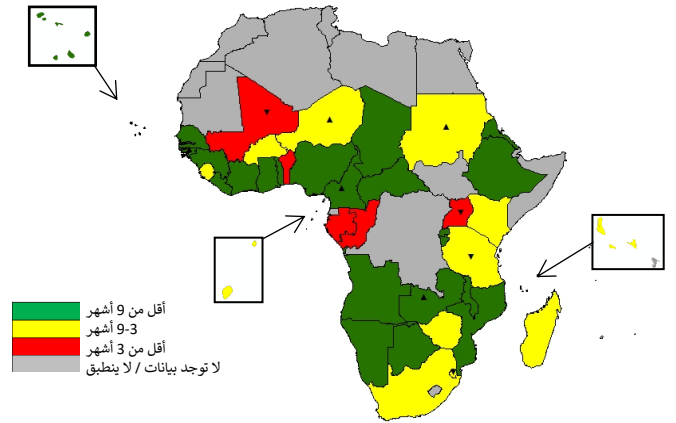 أقل من 9 أشهر
9-3 أشهر
أقل من 3 أشهر
لا توجد بيانات / لا ينطبق